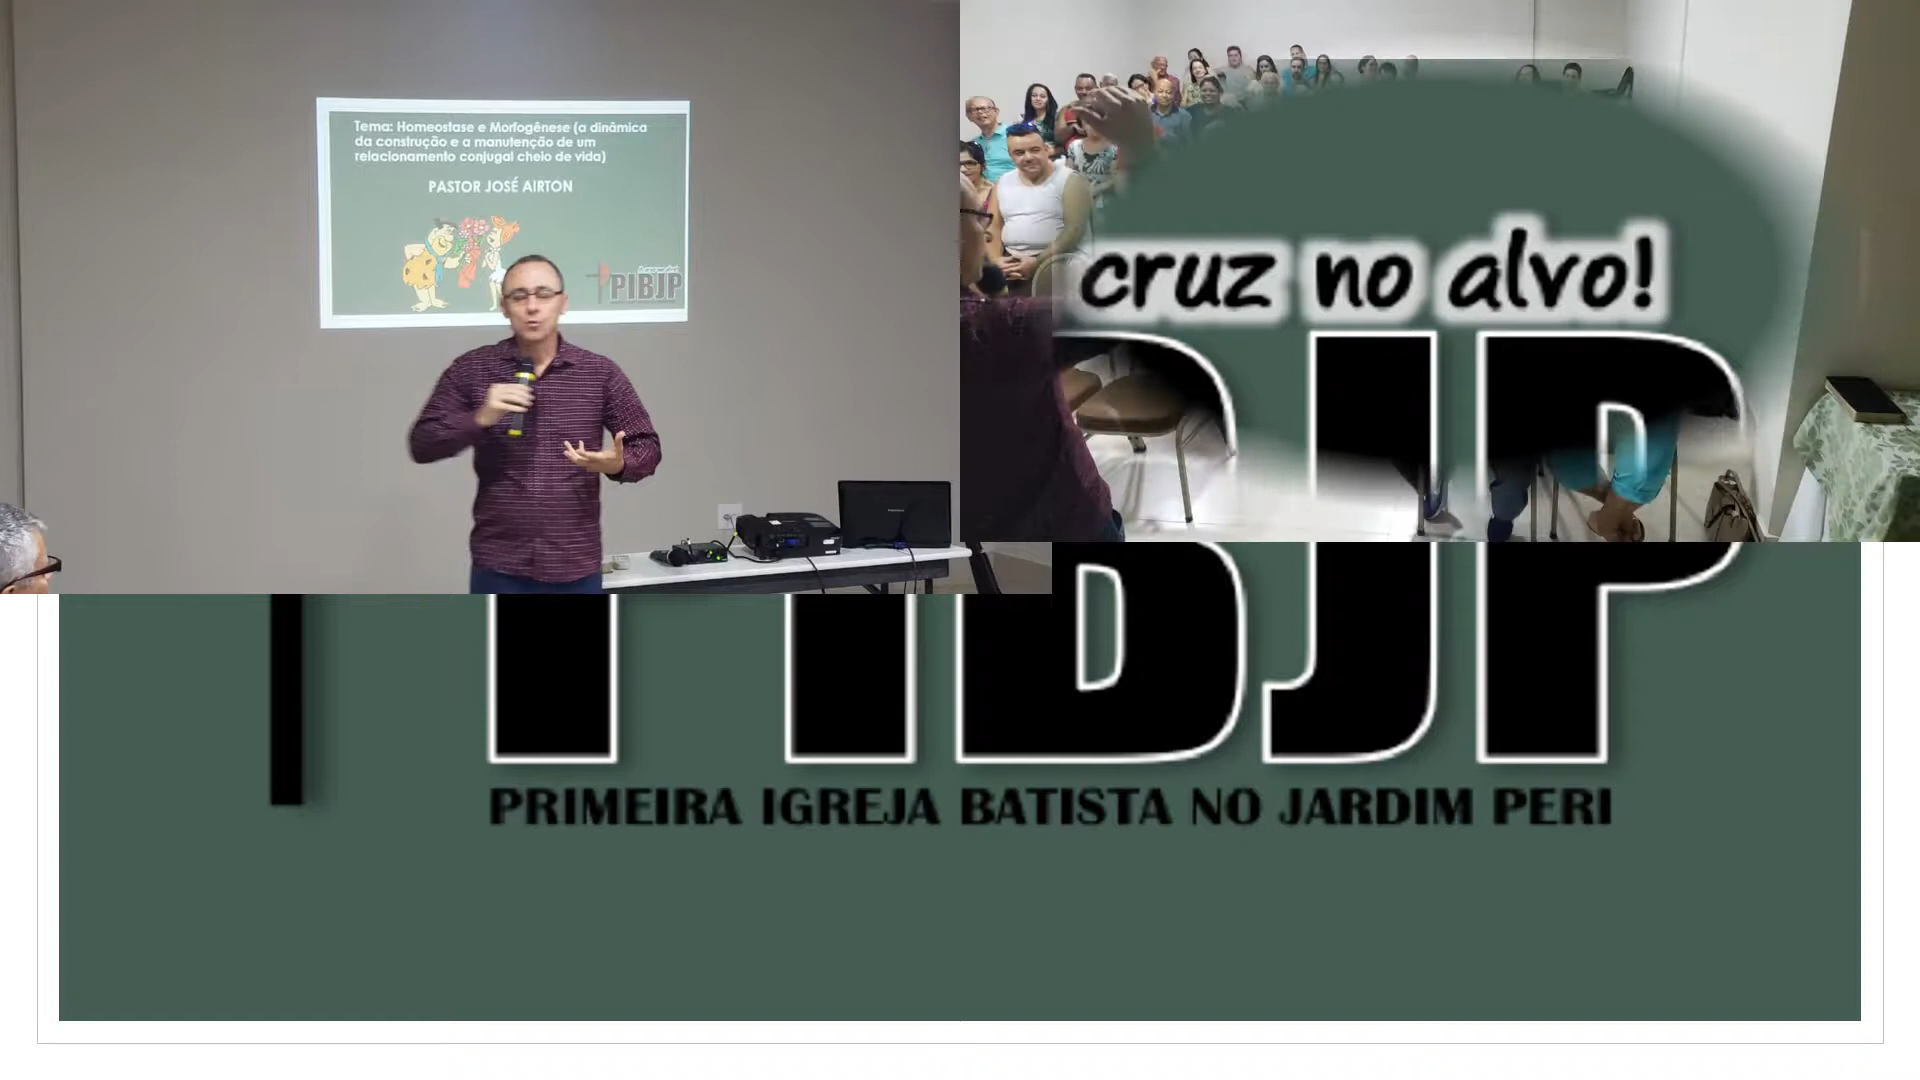 Tema: Homeostase e Morfogênese (a dinâmica
da construção e a manutenção de um
relacionamento conjugal cheio de vida)
PASTOR JOSÉ AIRTON
PIBJP
cruz no alvo!
PIBJP
PRIMEIRA IGREJA BATISTA NO JARDIM PERI